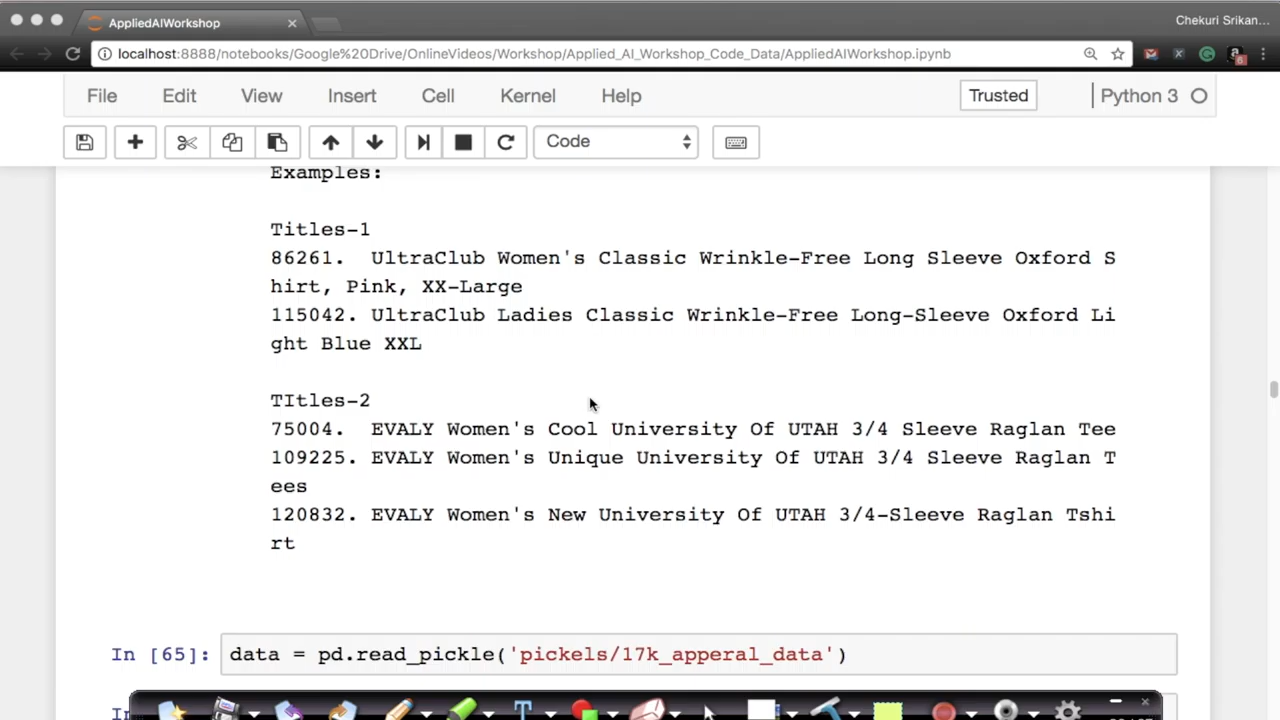 AppliedAIWorkshop
Chekuri Srikan...
localhost:8888/notebooks/Google%20Drive/OnlineVideos/Workshop/Applied_AI_Workshop_Code_Data/AppliedAIWorkshop.ipynb
File Edit View Insert Cell Kernel Help Trusted Python 3
Code
Examples:
Titles-1
86261. UltraClub Women's Classic Wrinkle-Free Long Sleeve Oxford S
hirt, Pink, XX-Large
115042. UltraClub Ladies Classic Wrinkle-Free Long-Sleeve Oxford Li
ght Blue XXL
TItles-2
75004. EVALY Women's Cool University Of UTAH 3/4 Sleeve Raglan Tee
109225. EVALY Women's Unique University Of UTAH 3/4 Sleeve Raglan T
ees
120832. EVALY Women's New University Of UTAH 3/4-Sleeve Raglan Tshi
rt
In [65]: data = pd.read_pickle('pickels/17k_apperal_data')